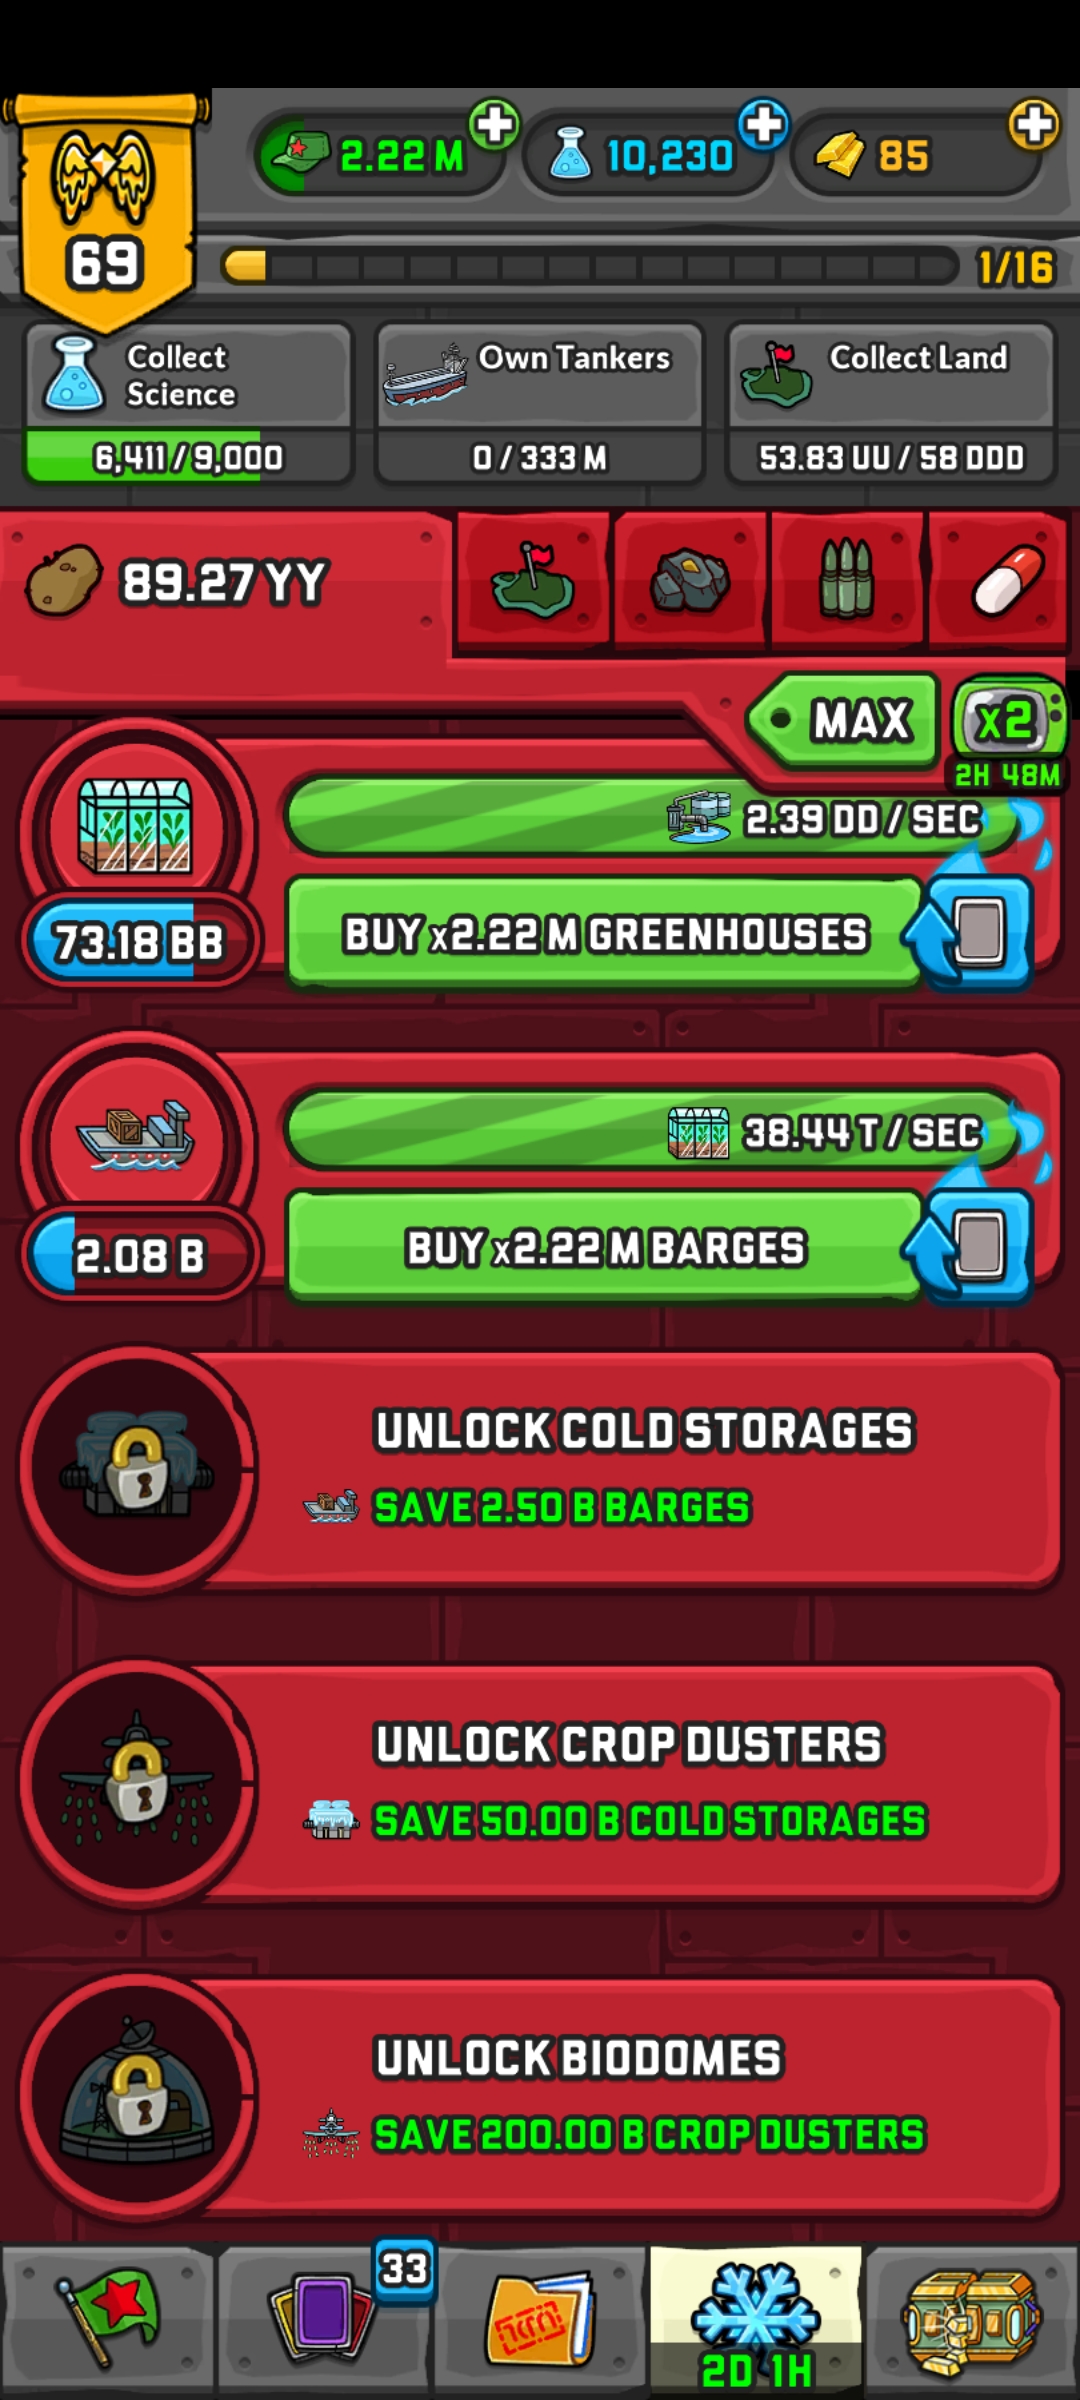 2.22 M
10,230
85
69
1/16
Collect
Science
6,411 / 9,000
Own Tankers
0 / 333 M
Collect Land
53.83 UU / 58 DDD
89.27 YY
MAX
x2
2H 48M
2.39 DD / SEC
73.18 BB
BUY x2.22 M GREENHOUSES
38.44 T / SEC
2.08 B
BUY x2.22 M BARGES
UNLOCK COLD STORAGES
SAVE 2.50 B BARGES
UNLOCK CROP DUSTERS
SAVE 50.00 B COLD STORAGES
UNLOCK BIODOMES
SAVE 200.00 B CROP DUSTERS
33
2D 1H